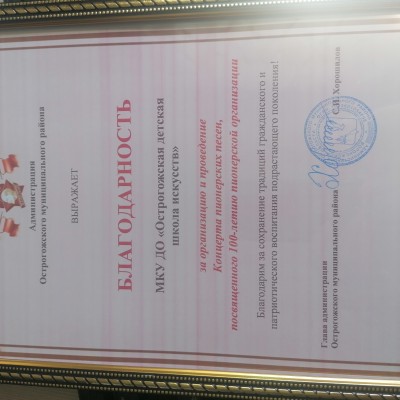 Администрация
Острогожского муниципального района
ВЫРАЖАЕТ
БЛАГОДАРНОСТЬ
МКУ ДО «Острогожская детская
школа искусств»
за организацию и проведение
Концерта пионерских песен,
посвященного 100-летию пионерской организации
Благодарим за сохранение традиций гражданского и
патриотического воспитания подрастающего поколения!
Глава администрации
Острогожского муниципального района
С.И. Хорошилов